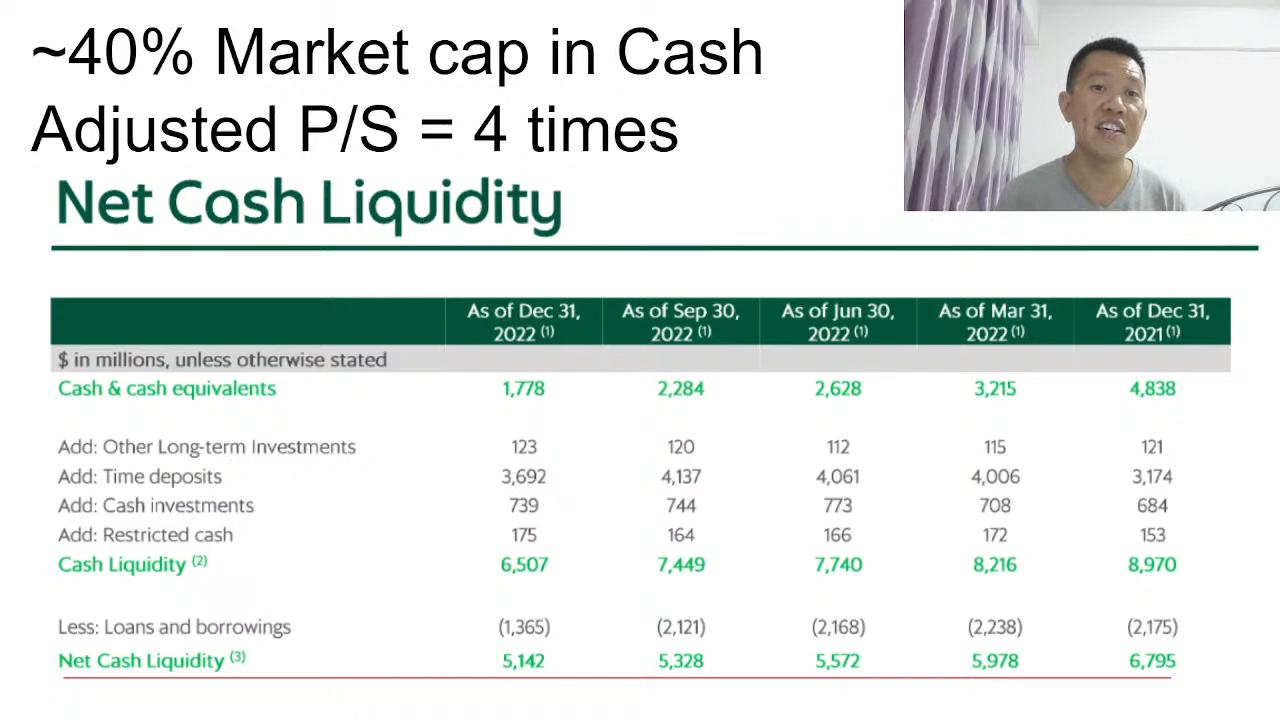 ~40% Market cap in Cash
Adjusted P/S = 4 times
Net Cash Liquidity
As of Dec 31, 2022 (1) As of Sep 30, 2022 (1) As of Jun 30, 2022 (1) As of Mar 31, 2022 (1) As of Dec 31, 2021 (1)
$ in millions, unless otherwise stated
Cash & cash equivalents 1,778 2,284 2,628 3,215 4,838
Add: Other Long-term Investments 123 120 112 115 121
Add: Time deposits 3,692 4,137 4,061 4,006 3,174
Add: Cash investments 739 744 773 708 684
Add: Restricted cash 175 164 166 172 153
Cash Liquidity (2) 6,507 7,449 7,740 8,216 8,970
Less: Loans and borrowings (1,365) (2,121) (2,168) (2,238) (2,175)
Net Cash Liquidity (3) 5,142 5,328 5,572 5,978 6,795